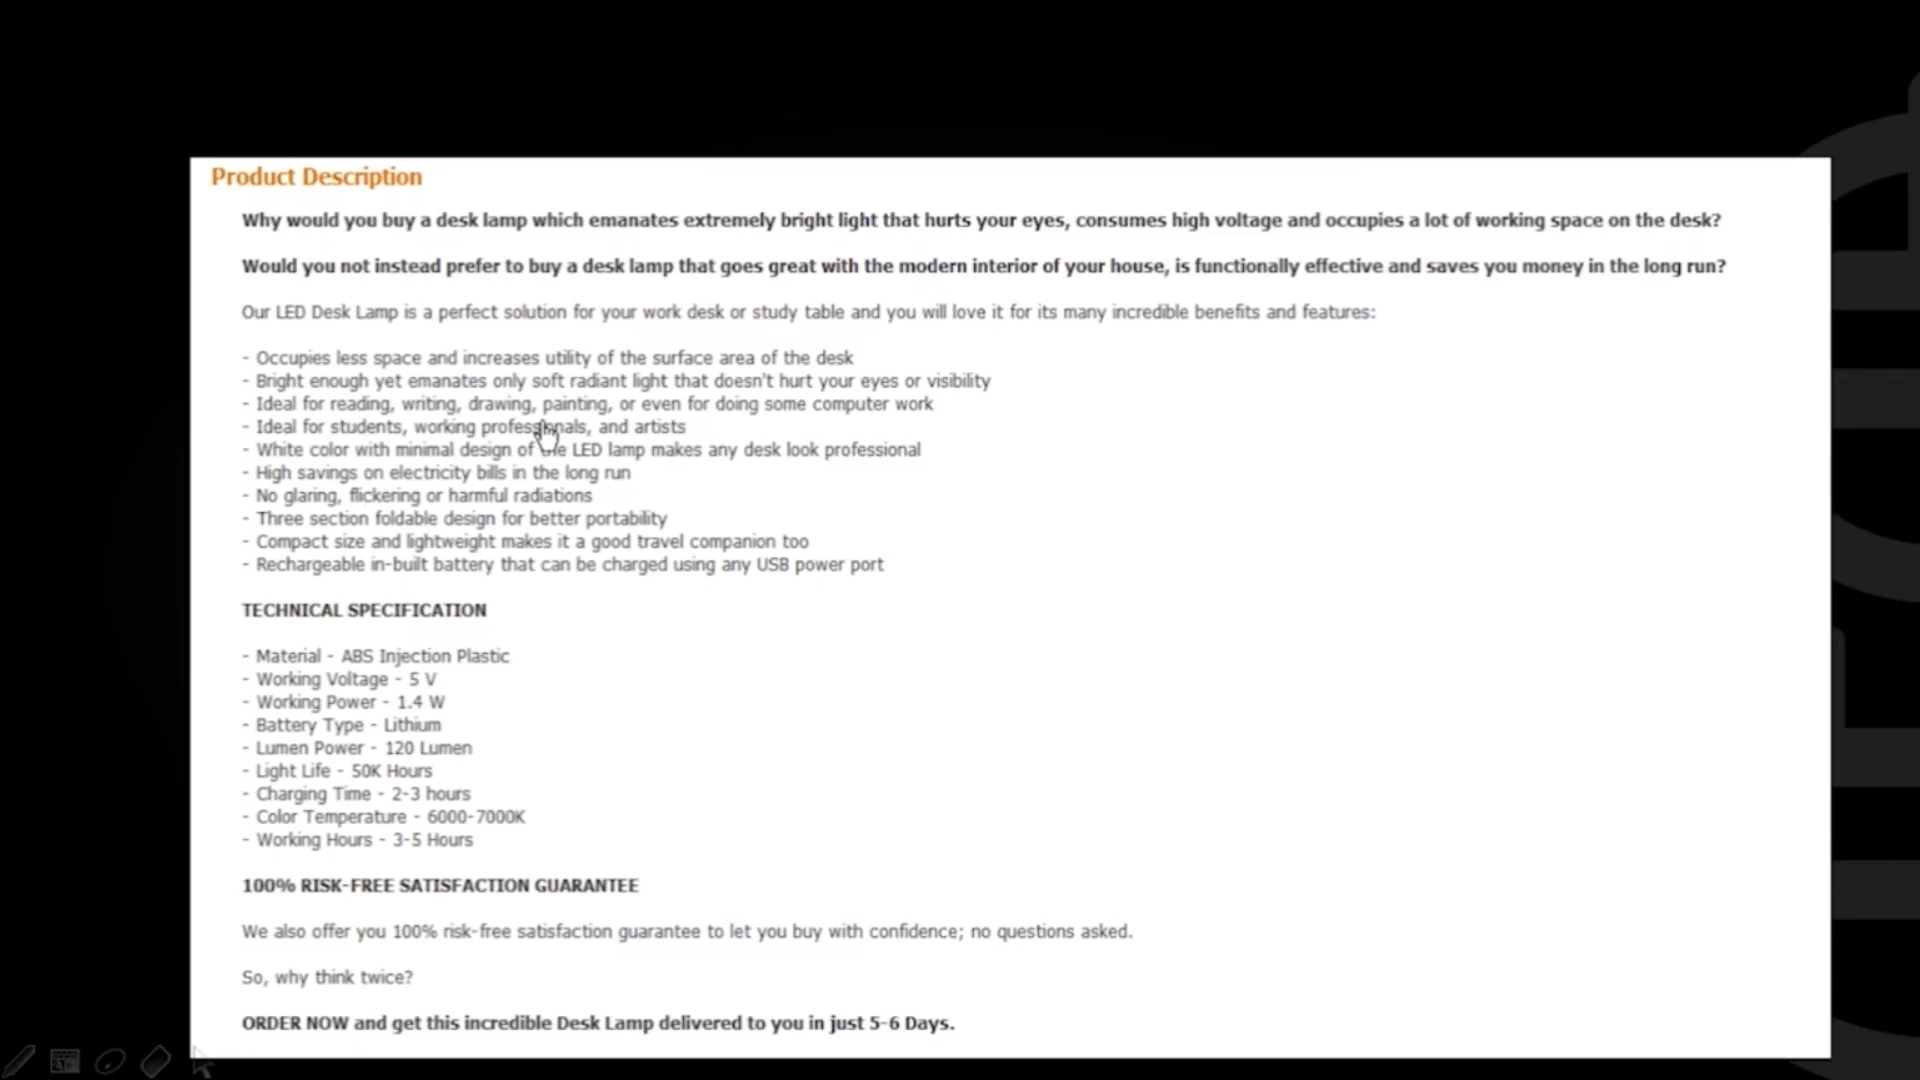 Product Description
Why would you buy a desk lamp which emanates extremely bright light that hurts your eyes, consumes high voltage and occupies a lot of working space on the desk?
Would you not instead prefer to buy a desk lamp that goes great with the modern interior of your house, is functionally effective and saves you money in the long run?
Our LED Desk Lamp is a perfect solution for your work desk or study table and you will love it for its many incredible benefits and features:
- Occupies less space and increases utility of the surface area of the desk
- Bright enough yet emanates only soft radiant light that doesn't hurt your eyes or visibility
- Ideal for reading, writing, drawing, painting, or even for doing some computer work
- Ideal for students, working professionals, and artists
- White color with minimal design of the LED lamp makes any desk look professional
- High savings on electricity bills in the long run
- No glaring, flickering or harmful radiations
- Three section foldable design for better portability
- Compact size and lightweight makes it a good travel companion too
- Rechargeable in-built battery that can be charged using any USB power port
TECHNICAL SPECIFICATION
- Material - ABS Injection Plastic
- Working Voltage - 5 V
- Working Power - 1.4 W
- Battery Type - Lithium
- Lumen Power - 120 Lumen
- Light Life - 50K Hours
- Charging Time - 2-3 hours
- Color Temperature - 6000-7000K
- Working Hours - 3-5 Hours
100% RISK-FREE SATISFACTION GUARANTEE
We also offer you 100% risk-free satisfaction guarantee to let you buy with confidence; no questions asked.
So, why think twice?
ORDER NOW and get this incredible Desk Lamp delivered to you in just 5-6 Days.